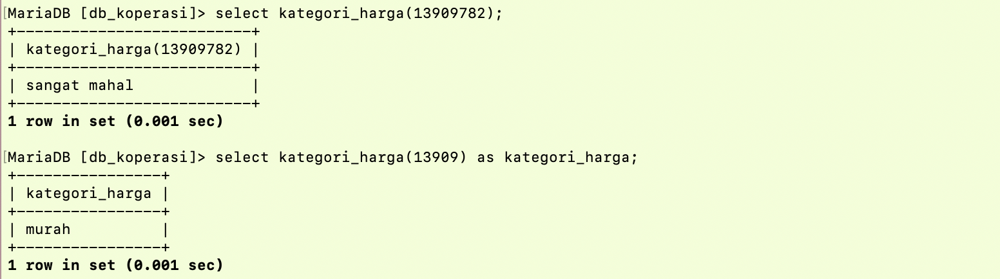 [MariaDB [db_koperasi]> select kategori_harga(13909782);
+--------------------------+
| kategori_harga(13909782) |
+--------------------------+
| sangat mahal             |
+--------------------------+
1 row in set (0.001 sec)

[MariaDB [db_koperasi]> select kategori_harga(13909) as kategori_harga;
+----------------+
| kategori_harga |
+----------------+
| murah          |
+----------------+
1 row in set (0.001 sec)